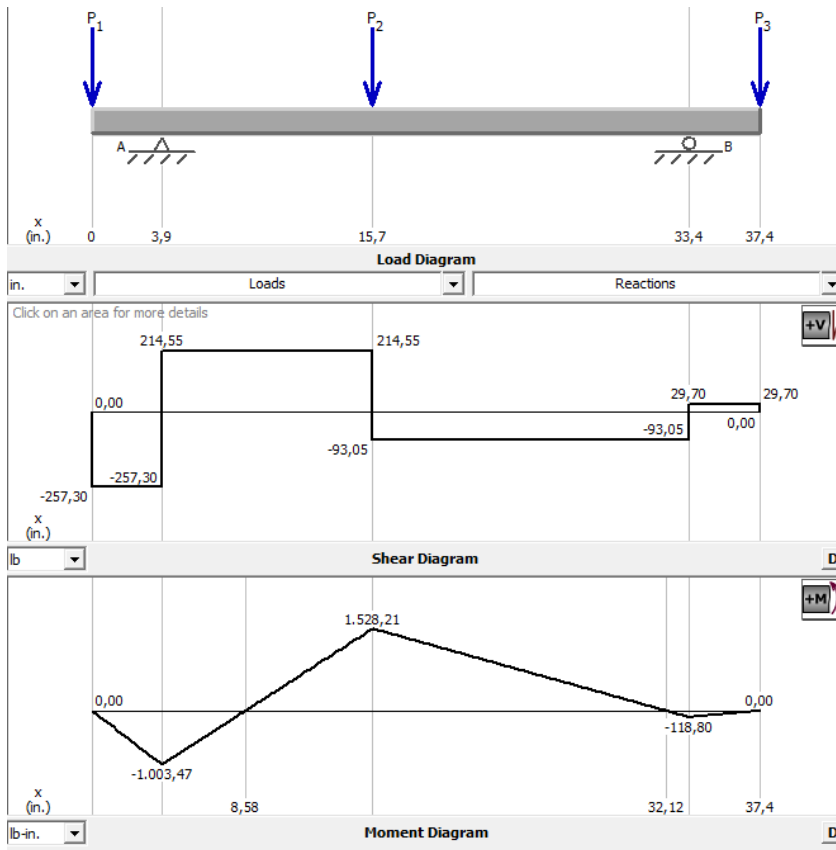 P1 P2 P3
A B
x
(in.) 0 3,9 15,7 33,4 37,4
Load Diagram
in. Loads Reactions
Click on an area for more details
+V
214,55 214,55
29,70 29,70
0,00
-93,05 -93,05 0,00
-257,30
-257,30
x
(in.)
lb Shear Diagram D
+M
1.528,21
0,00 0,00
-118,80
-1.003,47
x
(in.) 8,58 32,12 37,4
lb-in. Moment Diagram D